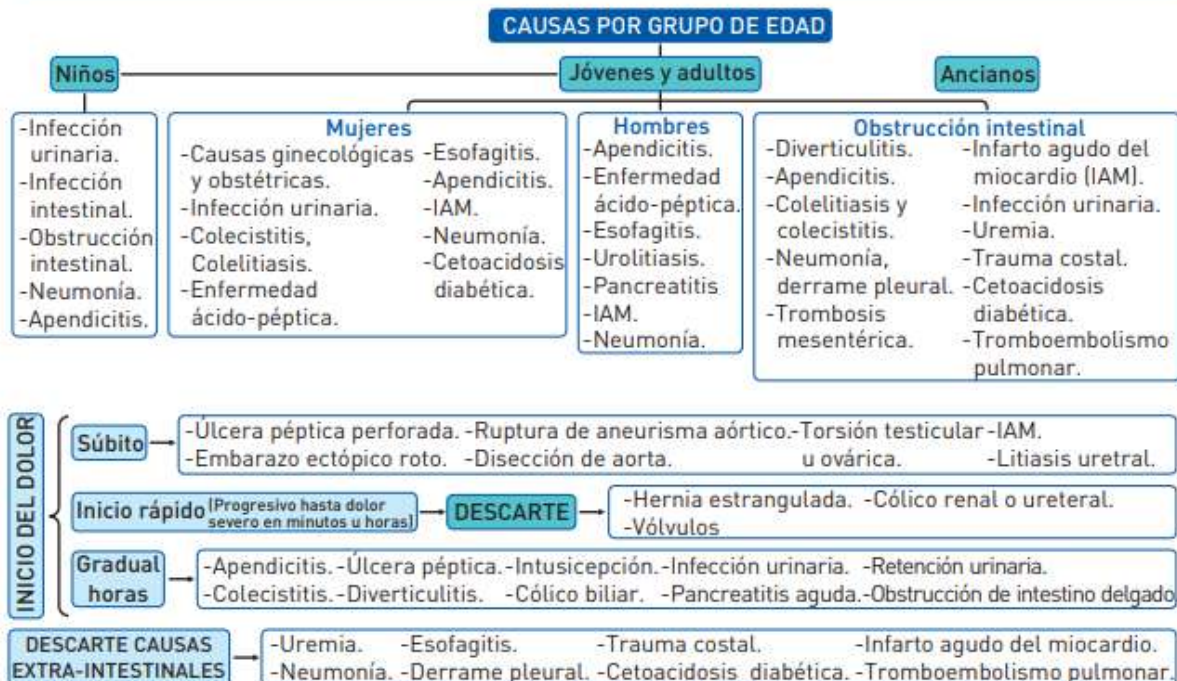 CAUSAS POR GRUPO DE EDAD
Niños
Jóvenes y adultos
Ancianos
-Infección
urinaria.
-Infección
intestinal.
-Obstrucción
intestinal.
-Neumonía.
-Apendicitis.
Mujeres
-Causas ginecológicas
y obstétricas.
-Infección urinaria.
-Colecistitis,
Colelitiasis.
-Enfermedad
ácido-péptica.
-Esofagitis.
-Apendicitis.
-IAM.
-Neumonía.
-Cetoacidosis
diabética.
Hombres
-Apendicitis.
-Enfermedad
ácido-péptica.
-Esofagitis.
-Urolitiasis.
-Pancreatitis
-IAM.
-Neumonía.
Obstrucción intestinal
-Diverticulitis.
-Apendicitis.
-Colelitiasis y
colecistitis.
-Neumonía,
derrame pleural.
-Trombosis
mesentérica.
-Infarto agudo del
miocardio (IAM).
-Infección urinaria.
-Uremia.
-Trauma costal.
-Cetoacidosis
diabética.
-Tromboembolismo
pulmonar.
INICIO DEL DOLOR
Súbito
-Úlcera péptica perforada. -Ruptura de aneurisma aórtico.-Torsión testicular -IAM.
-Embarazo ectópico roto. -Disección de aorta. u ovárica. -Litiasis uretral.
Inicio rápido (Progresivo hasta dolor
severo en minutos u horas)
DESCARTE
-Hernia estrangulada. -Cólico renal o ureteral.
-Vólvulos
Gradual
horas
-Apendicitis. -Úlcera péptica. -Intusicepción. -Infección urinaria. -Retención urinaria.
-Colecistitis. -Diverticulitis. -Cólico biliar. -Pancreatitis aguda.-Obstrucción de intestino delgado
DESCARTE CAUSAS
EXTRA-INTESTINALES
-Uremia. -Esofagitis. -Trauma costal. -Infarto agudo del miocardio.
-Neumonía. -Derrame pleural. -Cetoacidosis diabética. -Tromboembolismo pulmonar.